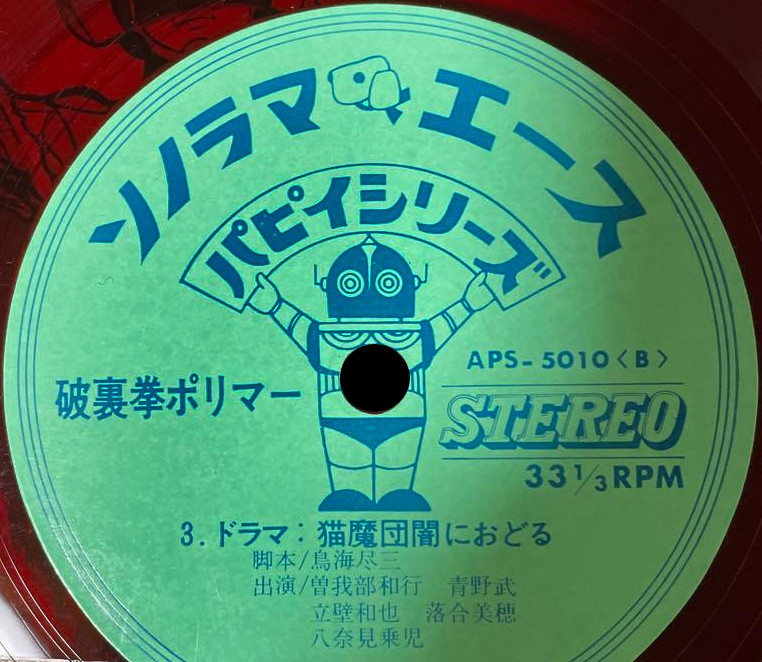 ソノラマエース
パピイシリーズ
破裏拳ポリマー
APS-5010〈B〉
STEREO
33 1/3 RPM
3. ドラマ：猫魔団闇におどる
脚本/鳥海尽三
出演/曽我部和行　青野武
立壁和也　落合美穂
八奈見乗児